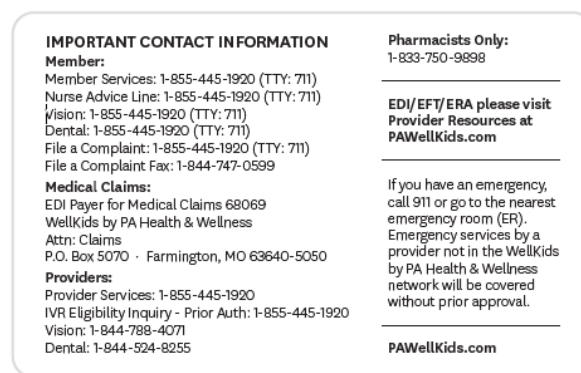 IMPORTANT CONTACT INFORMATION
Member:
Member Services: 1-855-445-1920 (TTY: 711)
Nurse Advice Line: 1-855-445-1920 (TTY: 711)
Vision: 1-855-445-1920 (TTY: 711)
Dental: 1-855-445-1920 (TTY: 711)
File a Complaint: 1-855-445-1920 (TTY: 711)
File a Complaint Fax: 1-844-747-0599
Medical Claims:
EDI Payer for Medical Claims 68069
WellKids by PA Health & Wellness
Attn: Claims
P.O. Box 5070 · Farmington, MO 63640-5050
Providers:
Provider Services: 1-855-445-1920
IVR Eligibility Inquiry - Prior Auth: 1-855-445-1920
Vision: 1-844-788-4071
Dental: 1-844-524-8255
Pharmacists Only:
1-833-750-9898
EDI/EFT/ERA please visit
Provider Resources at
PAWellKids.com
If you have an emergency,
call 911 or go to the nearest
emergency room (ER).
Emergency services by a
provider not in the WellKids
by PA Health & Wellness
network will be covered
without prior approval.
PAWellKids.com